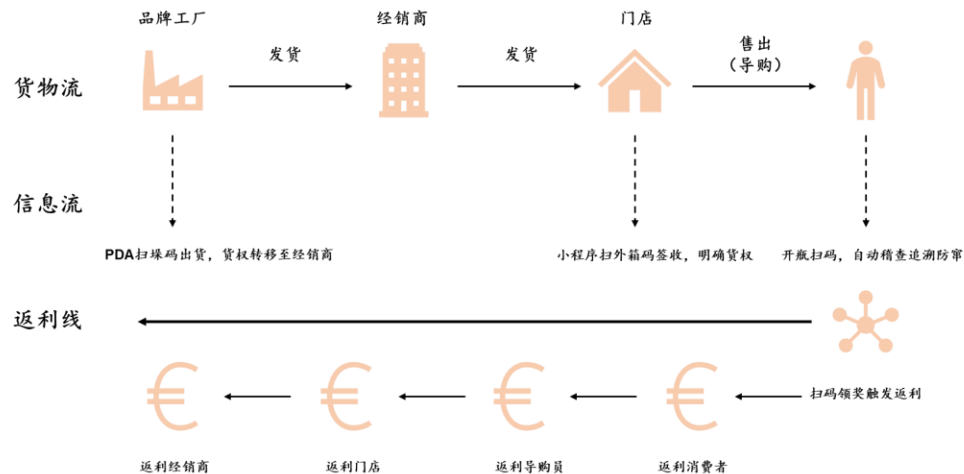 品牌工厂
经销商
门店
售出
（导购）
发货
发货
货物流
信息流
PDA扫垛码出货，货权转移至经销商
小程序扫外箱码签收，明确货权
开瓶扫码，自动稽查追溯防窜
返利线
扫码领奖触发返利
返利经销商
返利门店
返利导购员
返利消费者